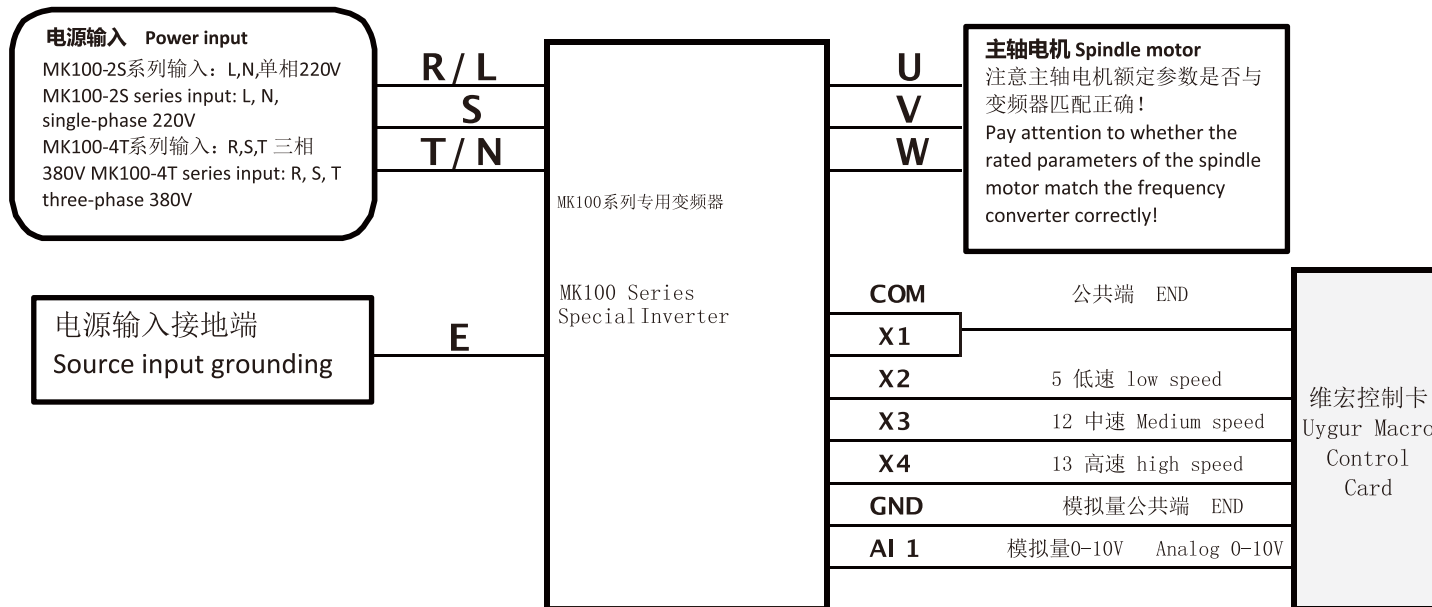 电源输入 Power input
MK100-2S系列输入：L,N,单相220V
MK100-2S series input: L, N,
single-phase 220V
MK100-4T系列输入：R,S,T 三相
380V MK100-4T series input: R, S, T
three-phase 380V
R/L
S
T/N
电源输入接地端
Source input grounding
E
MK100系列专用变频器
MK100 Series
Special Inverter
U
V
W
主轴电机 Spindle motor
注意主轴电机额定参数是否与
变频器匹配正确！
Pay attention to whether the
rated parameters of the spindle
motor match the frequency
converter correctly!
COM 公共端 END
X1
X2 5 低速 low speed
X3 12 中速 Medium speed
X4 13 高速 high speed
GND 模拟量公共端 END
AI 1 模拟量0-10V Analog 0-10V
维宏控制卡
Uygur Macro
Control
Card